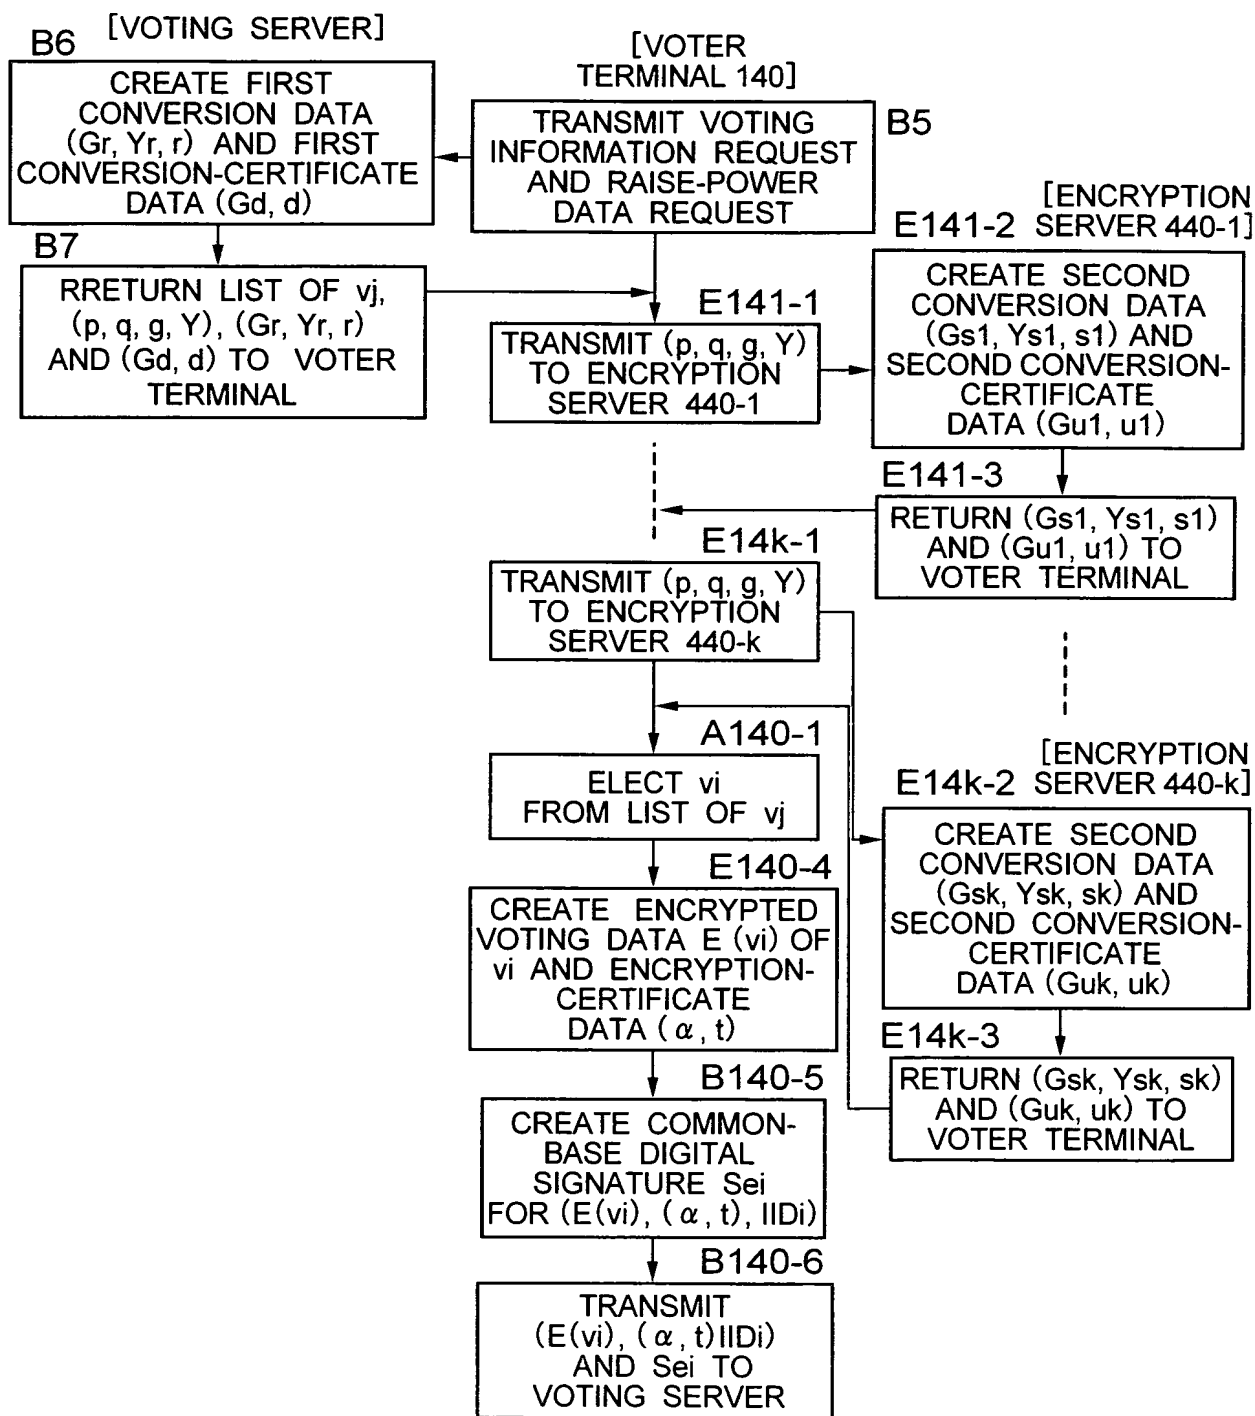 B6 [VOTING SERVER]
CREATE FIRST
CONVERSION DATA
(Gr, Yr, r) AND FIRST
CONVERSION-CERTIFICATE
DATA (Gd, d)
[VOTER
TERMINAL 140]
B5
TRANSMIT VOTING
INFORMATION REQUEST
AND RAISE-POWER
DATA REQUEST
B7
RRETURN LIST OF vj,
(p, q, g, Y), (Gr, Yr, r)
AND (Gd, d) TO VOTER
TERMINAL
E141-1
TRANSMIT (p, q, g, Y)
TO ENCRYPTION
SERVER 440-1
[ENCRYPTION
E141-2 SERVER 440-1]
CREATE SECOND
CONVERSION DATA
(Gs1, Ys1, s1) AND
SECOND CONVERSION-
CERTIFICATE
DATA (Gu1, u1)
E141-3
RETURN (Gs1, Ys1, s1)
AND (Gu1, u1) TO
VOTER TERMINAL
E14k-1
TRANSMIT (p, q, g, Y)
TO ENCRYPTION
SERVER 440-k
[ENCRYPTION
E14k-2 SERVER 440-k]
CREATE SECOND
CONVERSION DATA
(Gsk, Ysk, sk) AND
SECOND CONVERSION-
CERTIFICATE
DATA (Guk, uk)
E14k-3
RETURN (Gsk, Ysk, sk)
AND (Guk, uk) TO
VOTER TERMINAL
A140-1
ELECT vi
FROM LIST OF vj
E140-4
CREATE ENCRYPTED
VOTING DATA E (vi) OF
vi AND ENCRYPTION-
CERTIFICATE
DATA (α, t)
B140-5
CREATE COMMON-
BASE DIGITAL
SIGNATURE Sei
FOR (E(vi), (α, t), IIDi)
B140-6
TRANSMIT
(E(vi), (α, t)IIDi)
AND Sei TO
VOTING SERVER